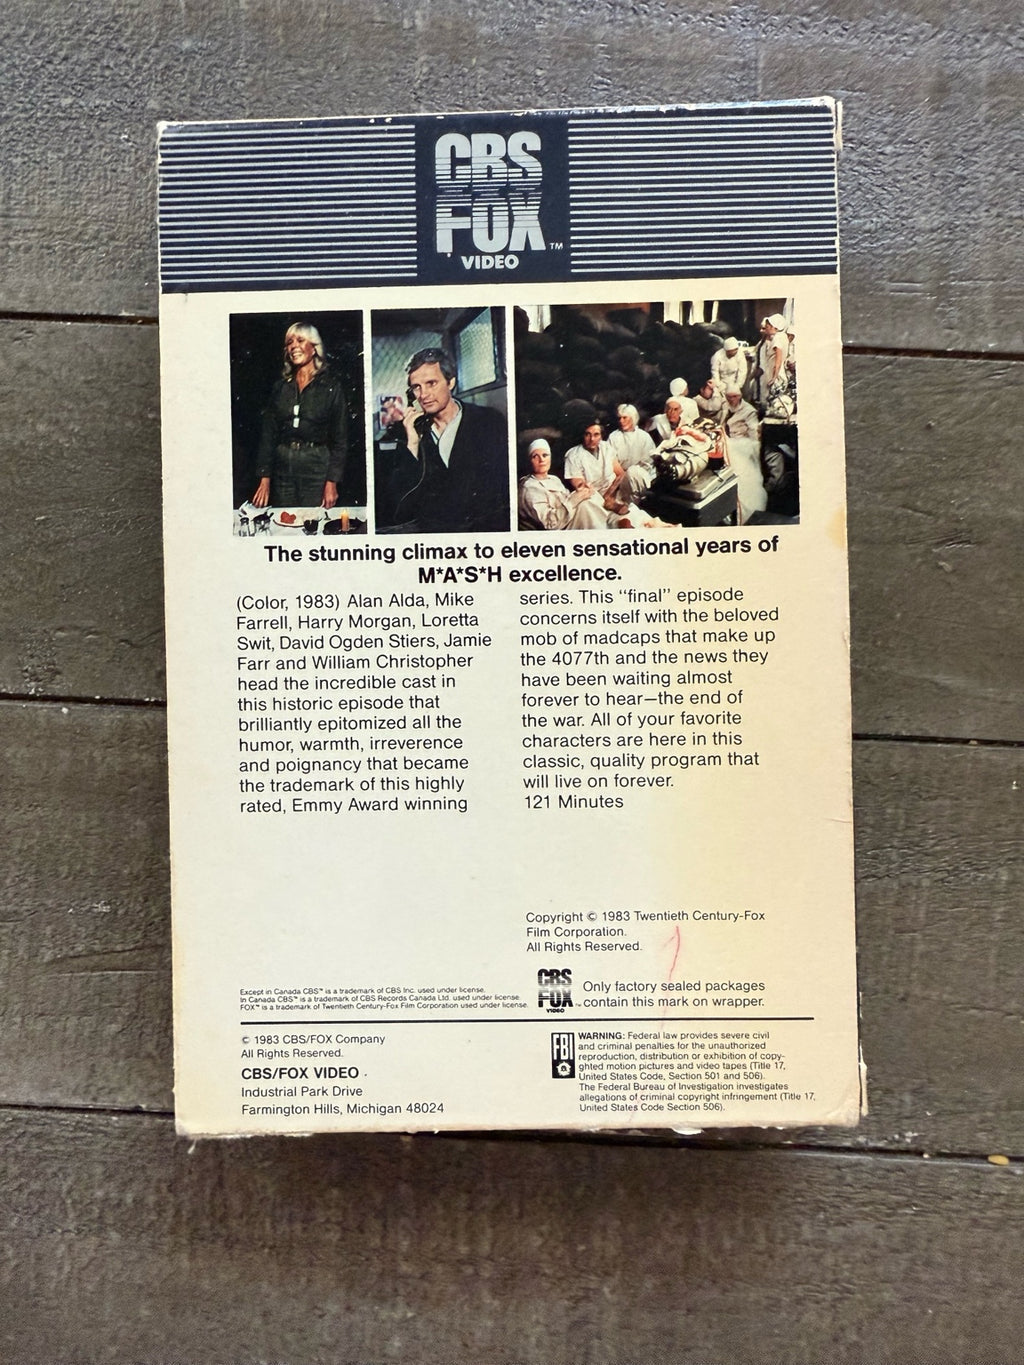 CBS
FOX
VIDEO
TM
The stunning climax to eleven sensational years of
M*A*S*H excellence.
(Color, 1983) Alan Alda, Mike
Farrell, Harry Morgan, Loretta
Swit, David Ogden Stiers, Jamie
Farr and William Christopher
head the incredible cast in
this historic episode that
brilliantly epitomized all the
humor, warmth, irreverence
and poignancy that became
the trademark of this highly
rated, Emmy Award winning
series. This “final” episode
concerns itself with the beloved
mob of madcaps that make up
the 4077th and the news they
have been waiting almost
forever to hear—the end of
the war. All of your favorite
characters are here in this
classic, quality program that
will live on forever.
121 Minutes
Copyright © 1983 Twentieth Century-Fox
Film Corporation.
All Rights Reserved.
Except in Canada CBS™ is a trademark of CBS Inc. used under license.
In Canada CBS™ is a trademark of CBS Records Canada Ltd. used under license.
FOX™ is a trademark of Twentieth Century-Fox Film Corporation used under license.
CBS
FOX
VIDEO
TM
Only factory sealed packages
contain this mark on wrapper.
© 1983 CBS/FOX Company
All Rights Reserved.
CBS/FOX VIDEO
Industrial Park Drive
Farmington Hills, Michigan 48024
FBI
WARNING: Federal law provides severe civil
and criminal penalties for the unauthorized
reproduction, distribution or exhibition of copy-
ghted motion pictures and video tapes (Title 17,
United States Code, Section 501 and 506).
The Federal Bureau of Investigation investigates
allegations of criminal copyright infringement (Title 17,
United States Code Section 506).